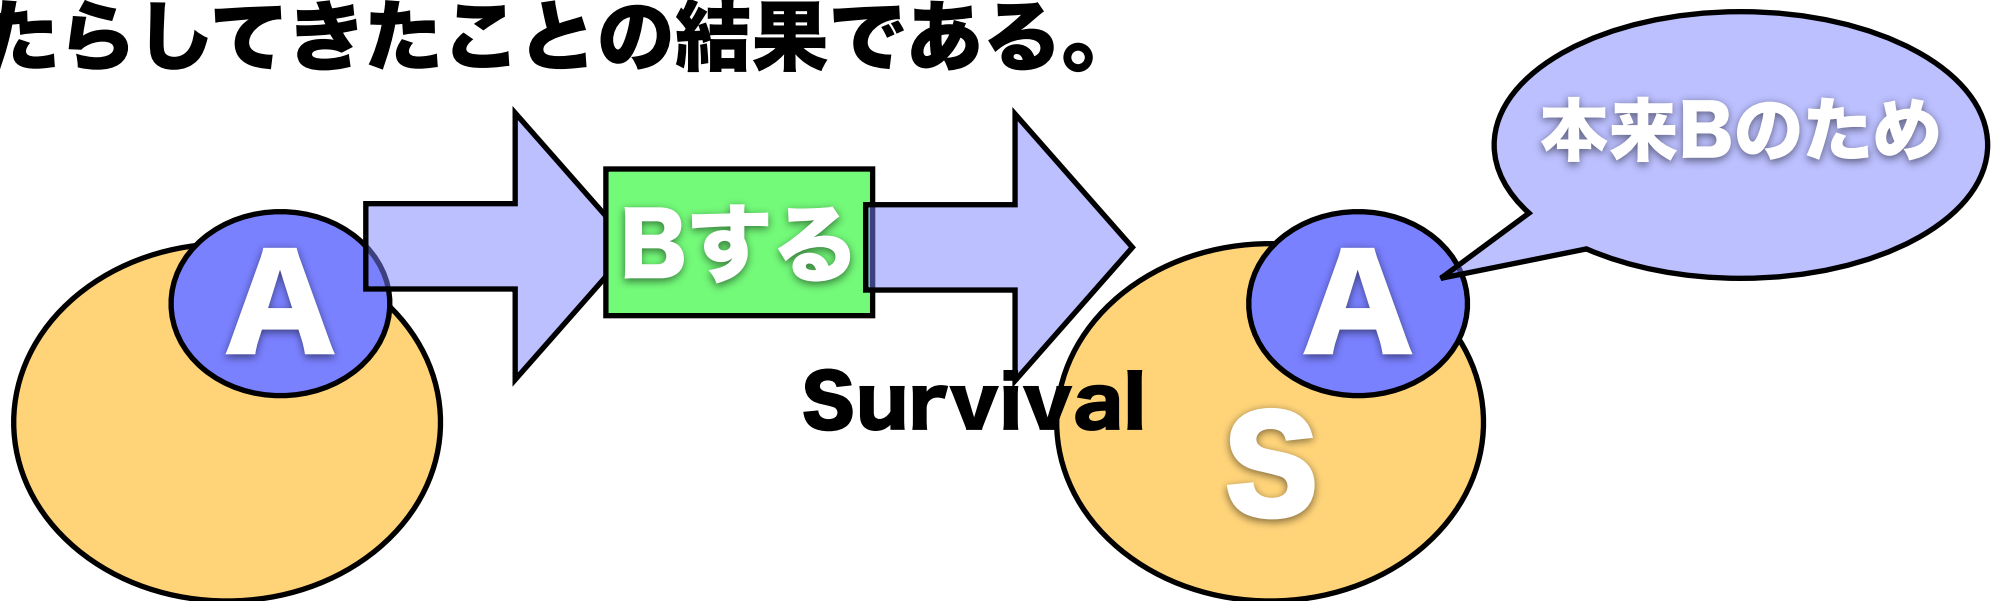 たらしてきたことの結果である。
本来Bのため
A
Bする
A
Survival
S